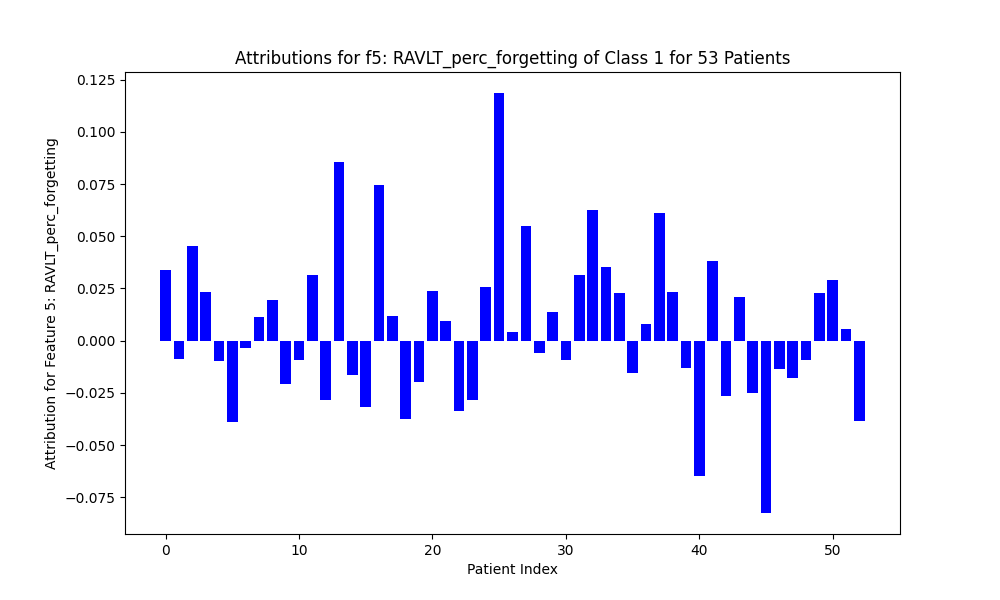 Attributions for f5: RAVLT_perc_forgetting of Class 1 for 53 Patients
Attribution for Feature 5: RAVLT_perc_forgetting
0.125
0.100
0.075
0.050
0.025
0.000
−0.025
−0.050
−0.075
0 10 20 30 40 50
Patient Index